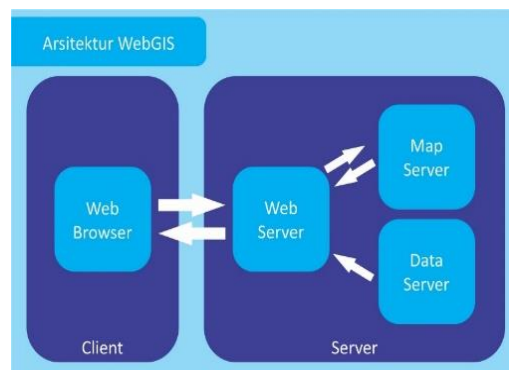 Arsitektur WebGIS
Web
Browser
Client
Web
Server
Map
Server
Data
Server
Server